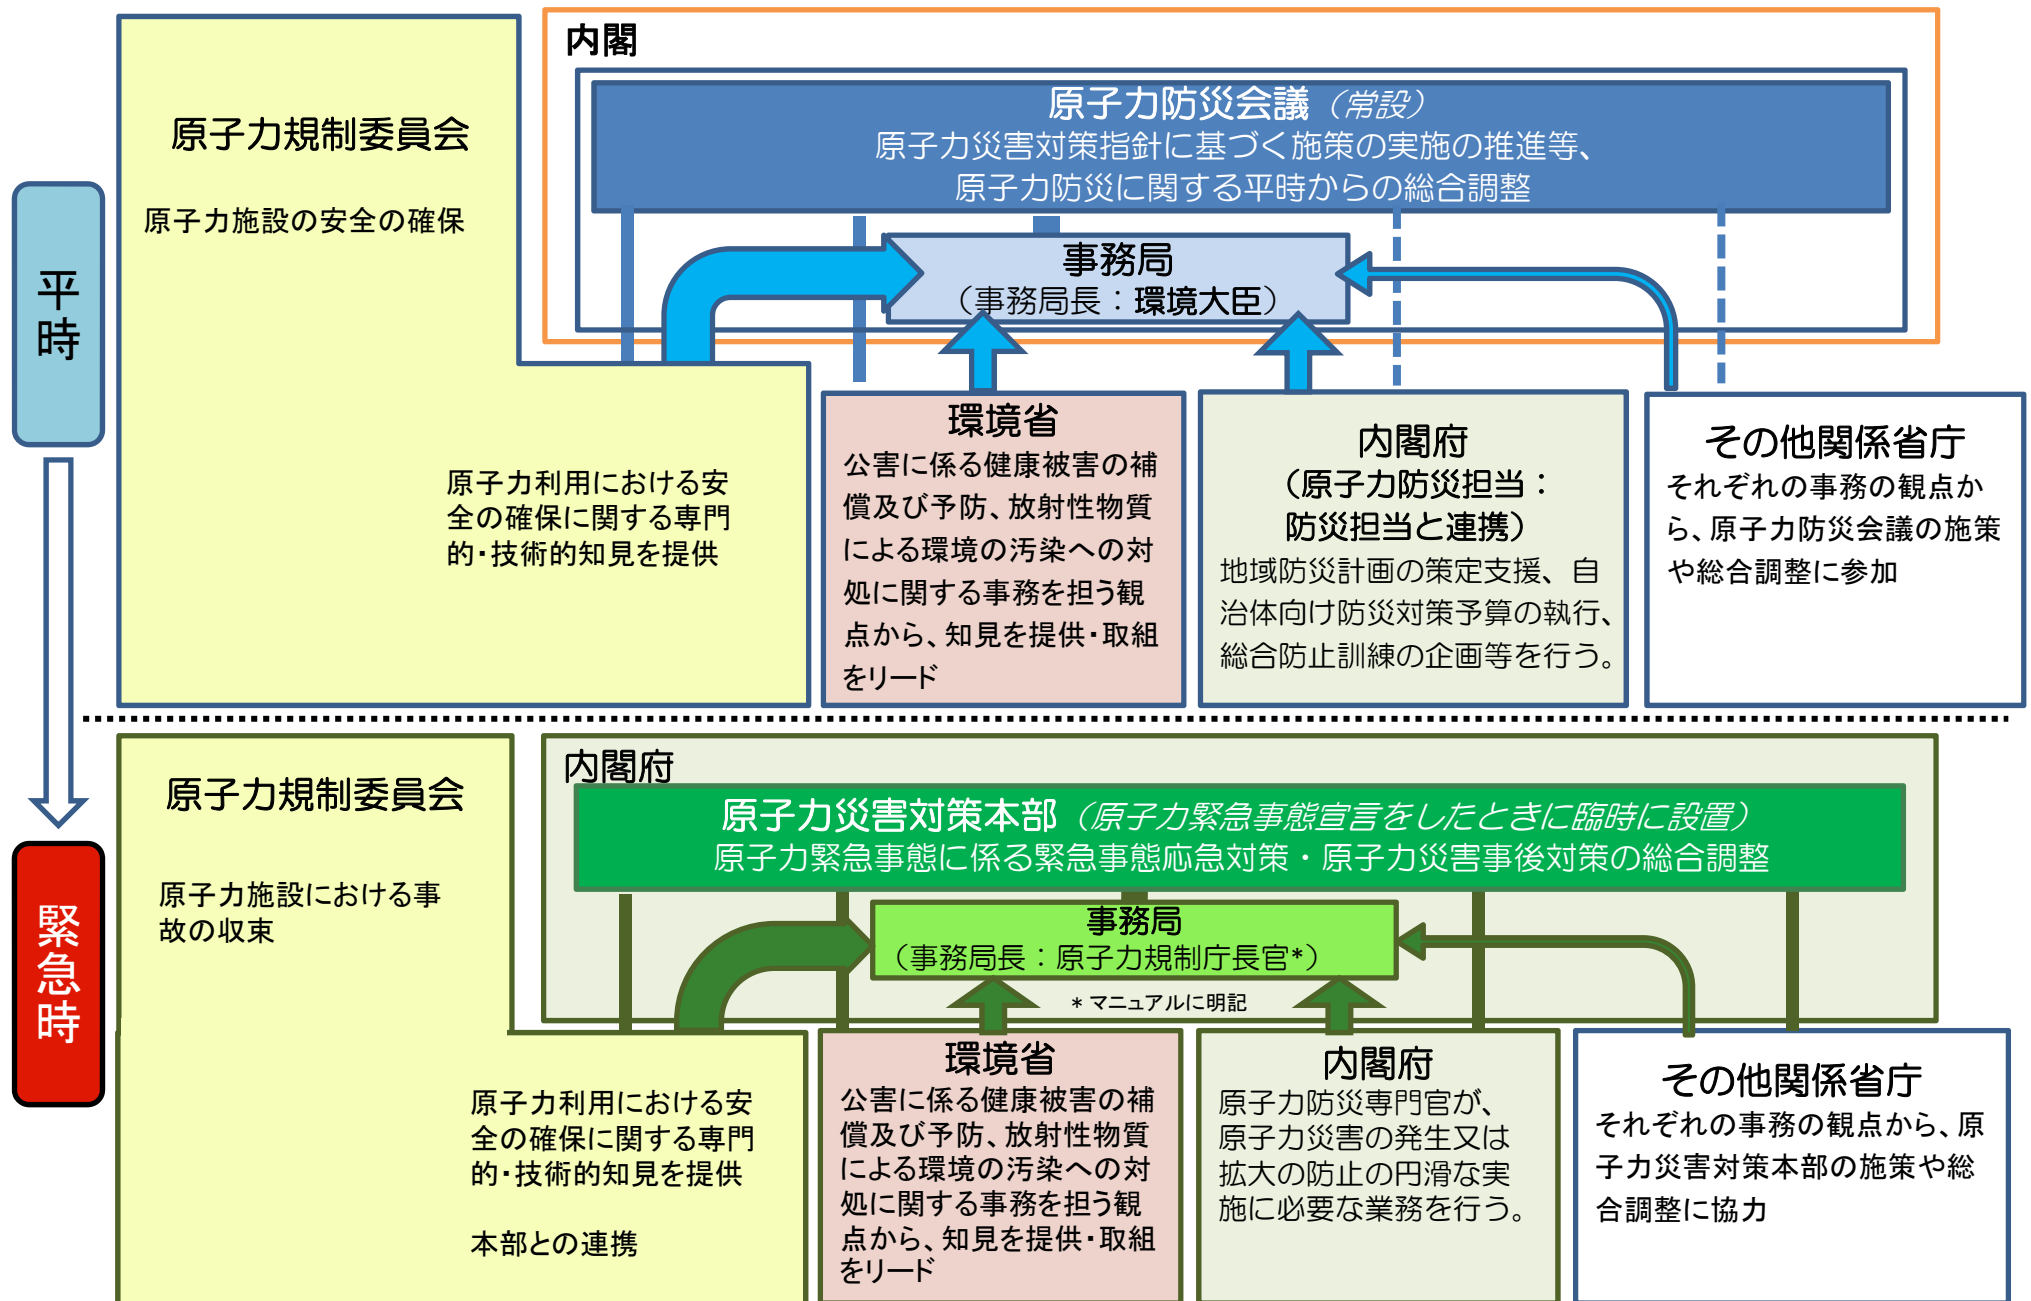 平時
原子力規制委員会
原子力施設の安全の確保
原子力利用における安
全の確保に関する専門
的・技術的知見を提供
内閣
原子力防災会議（常設）
原子力災害対策指針に基づく施策の実施の推進等、
原子力防災に関する平時からの総合調整
事務局
（事務局長：環境大臣）
環境省
公害に係る健康被害の補
償及び予防、放射性物質
による環境の汚染への対
処に関する事務を担う観
点から、知見を提供・取組
をリード
内閣府
（原子力防災担当：
防災担当と連携）
地域防災計画の策定支援、自
治体向け防災対策予算の執行、
総合防止訓練の企画等を行う。
その他関係省庁
それぞれの事務の観点か
ら、原子力防災会議の施策
や総合調整に参加
緊急時
原子力規制委員会
原子力施設における事
故の収束
原子力利用における安
全の確保に関する専門
的・技術的知見を提供
本部との連携
内閣府
原子力災害対策本部（原子力緊急事態宣言をしたときに臨時に設置）
原子力緊急事態に係る緊急事態応急対策・原子力災害事後対策の総合調整
事務局
（事務局長：原子力規制庁長官*）
* マニュアルに明記
環境省
公害に係る健康被害の補
償及び予防、放射性物質
による環境の汚染への対
処に関する事務を担う観
点から、知見を提供・取組
をリード
内閣府
原子力防災専門官が、
原子力災害の発生又は
拡大の防止の円滑な実
施に必要な業務を行う。
その他関係省庁
それぞれの事務の観点から、原
子力災害対策本部の施策や総
合調整に協力